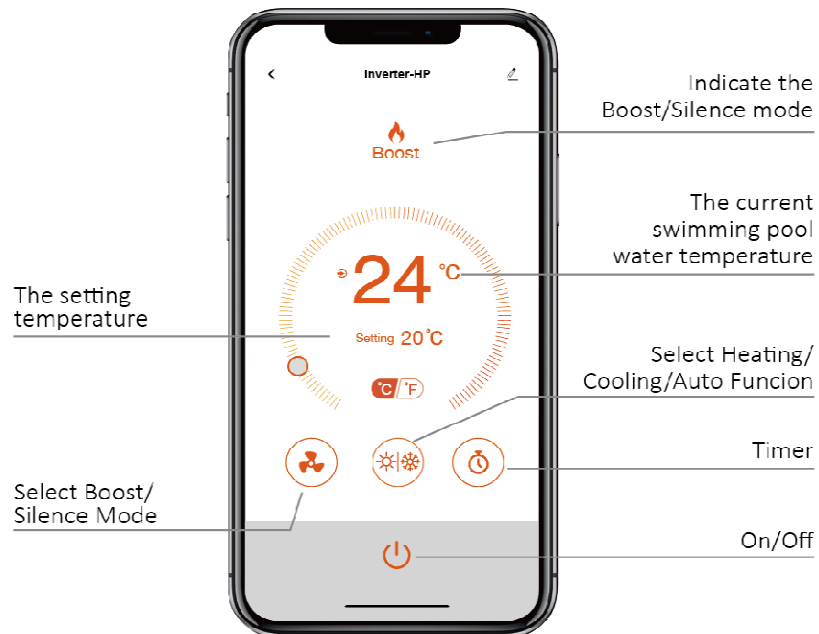 Inverter-HP
Boost
24 °C
Setting 20°C
°C/°F
Indicate the
Boost/Silence mode
The current
swimming pool
water temperature
The setting
temperature
Select Heating/
Cooling/Auto Funcion
Timer
Select Boost/
Silence Mode
On/Off